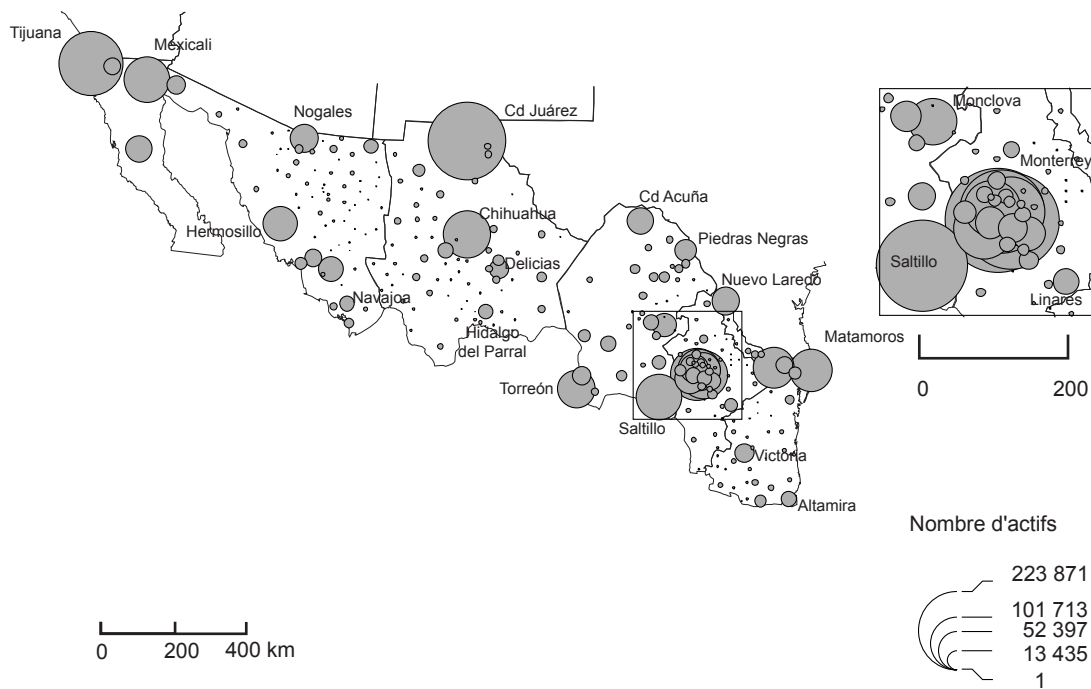 Tijuana
Mexicali
Nogales
Cd Juárez
Monclova
Monterrey
Cd Acuña
Chihuahua
Hermosillo
Piedras Negras
Delicias
Saltillo
Nuevo Laredo
Navajoa
Linares
Hidalgo
del Parral
Matamoros
Torreón
0 200
Saltillo
Victoria
Altamira
Nombre d'actifs
223 871
101 713
52 397
13 435
1
0 200 400 km